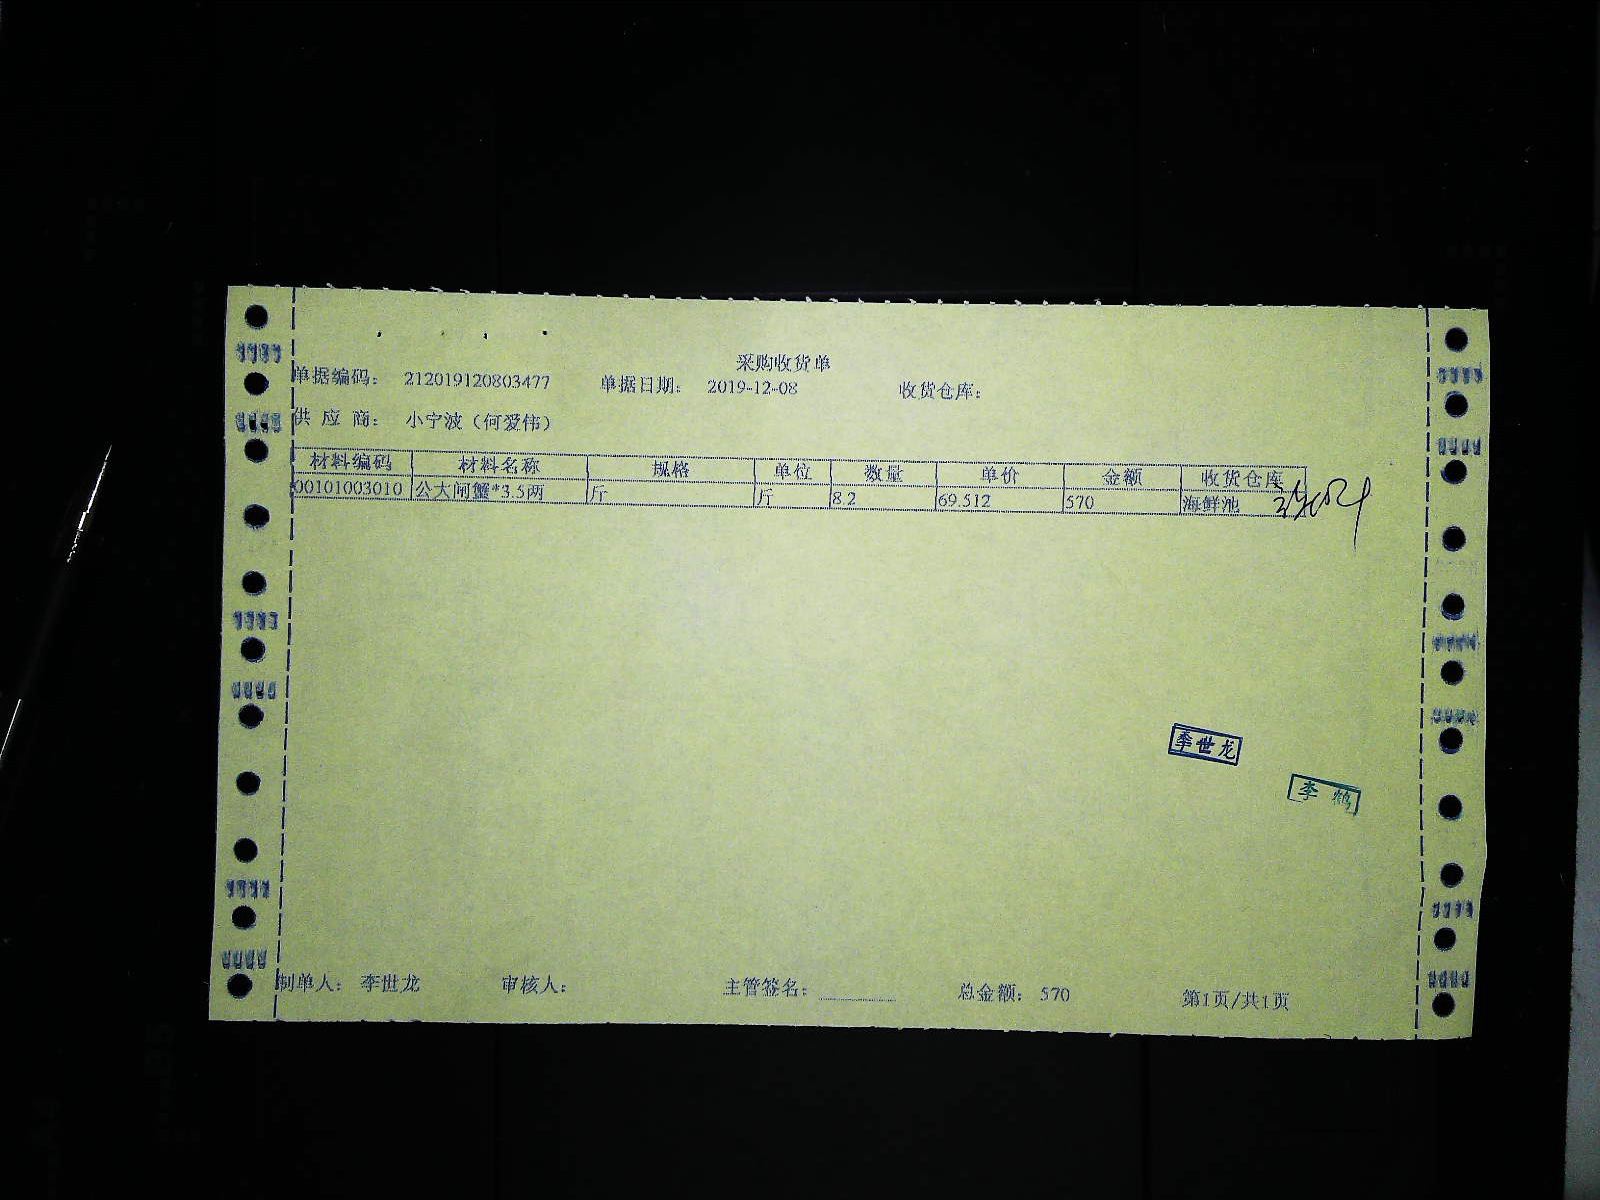 采购收货单
单据编码： 212019120803477 单据日期： 2019-12-08 收货仓库：
供 应 商： 小宁波（何爱伟）
材料编码 材料名称 规格 单位 数量 单价 金额 收货仓库
00101003010 公大闸蟹*3.5两 斤 斤 8.2 69.512 570 海鲜池
李世龙
李 鹤
制单人： 李世龙 审核人： 主管签名： 总金额： 570 第1页/共1页